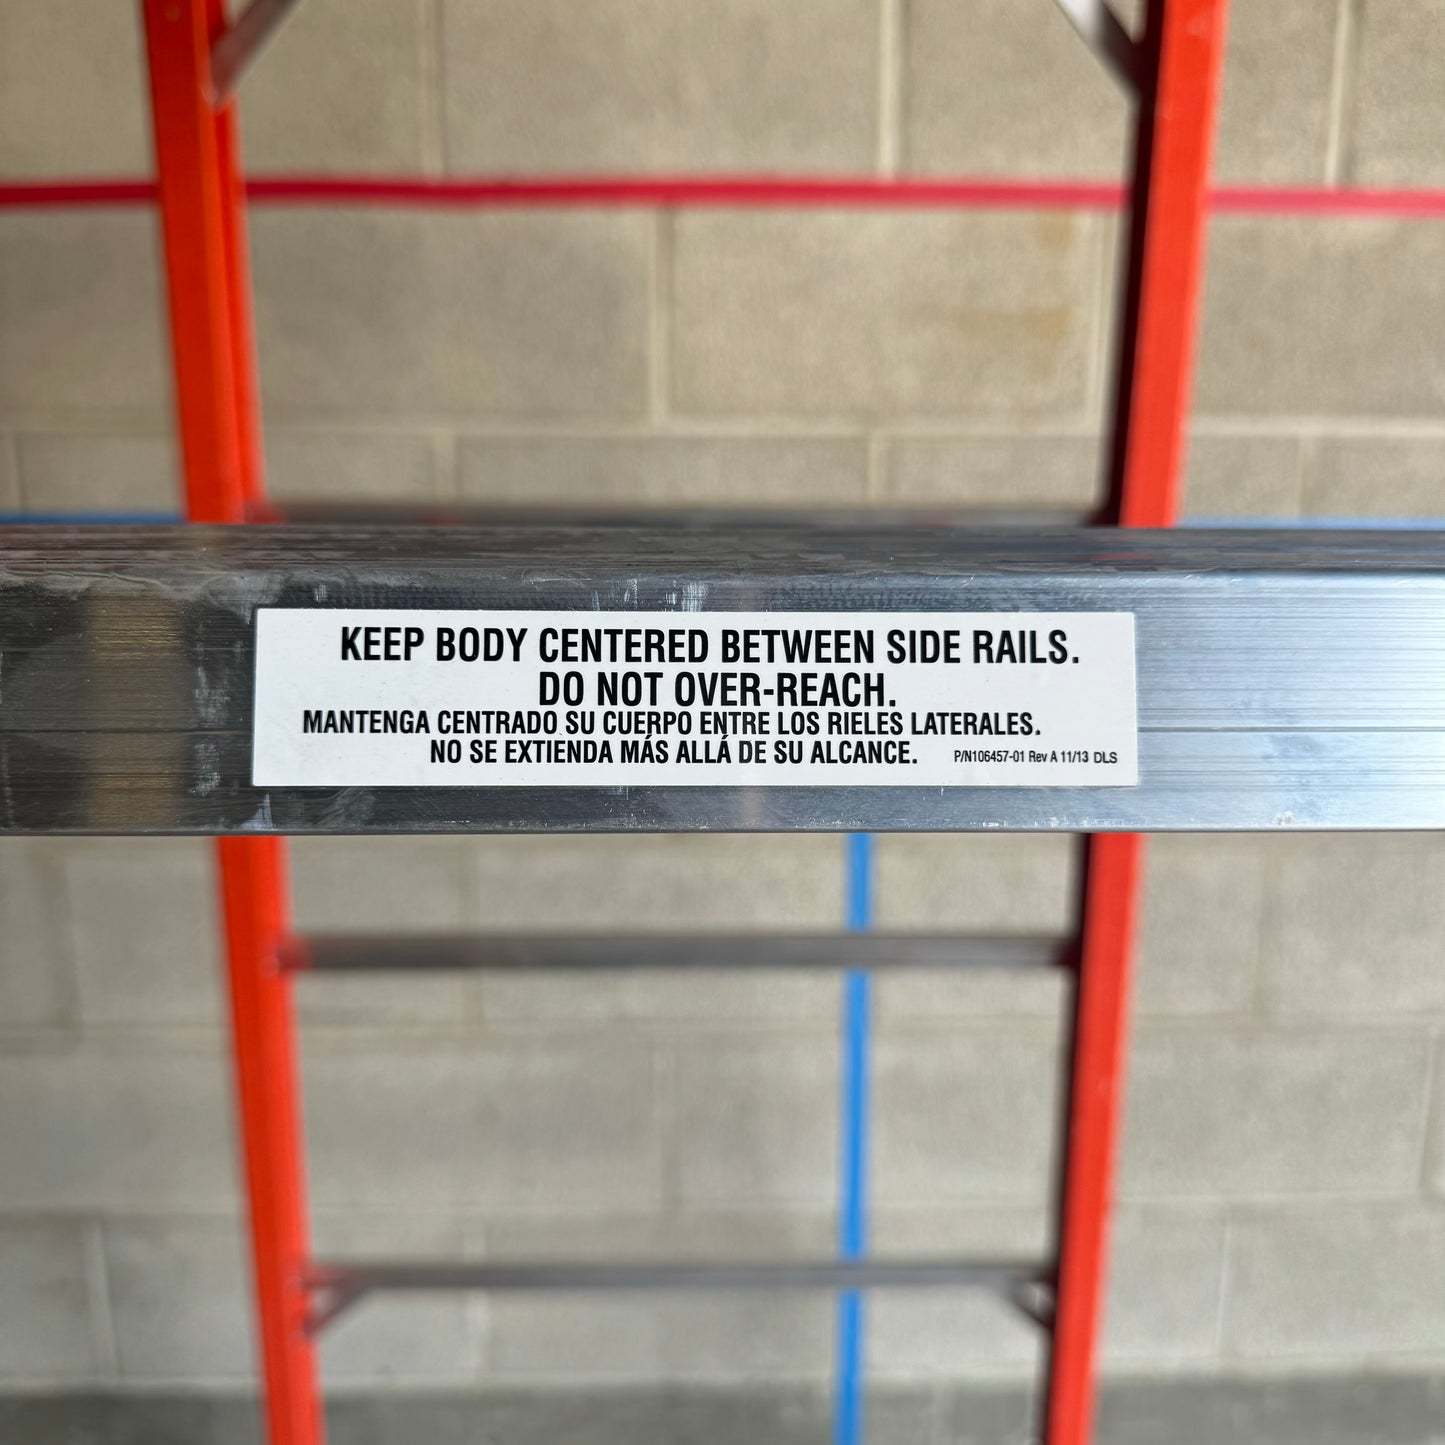 KEEP BODY CENTERED BETWEEN SIDE RAILS.
DO NOT OVER-REACH.
MANTENGA CENTRADO SU CUERPO ENTRE LOS RIELES LATERALES.
NO SE EXTIENDA MÁS ALLÁ DE SU ALCANCE. P/N106457-01 Rev A 11/13 DLS